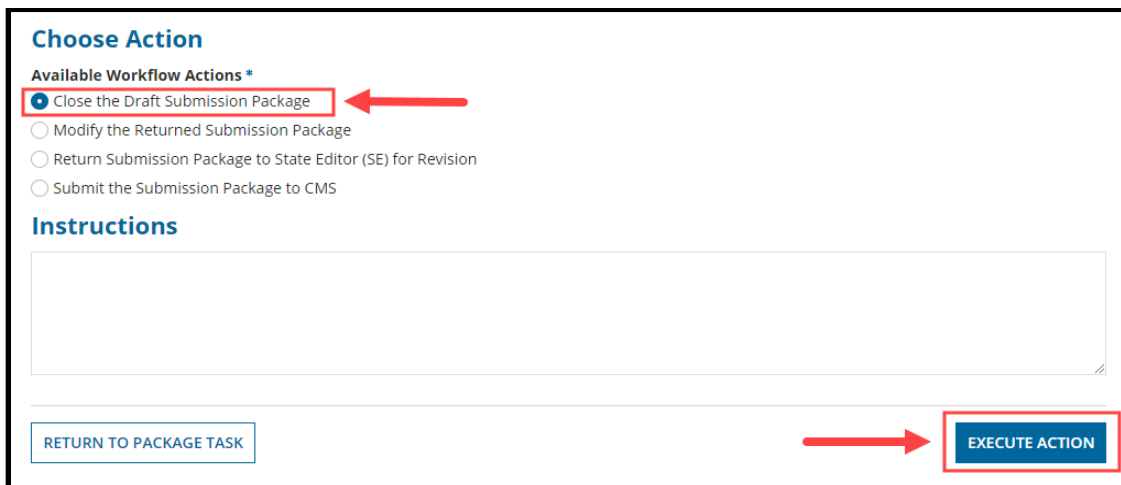 Choose Action
Available Workflow Actions *
Close the Draft Submission Package
Modify the Returned Submission Package
Return Submission Package to State Editor (SE) for Revision
Submit the Submission Package to CMS
Instructions
RETURN TO PACKAGE TASK
EXECUTE ACTION